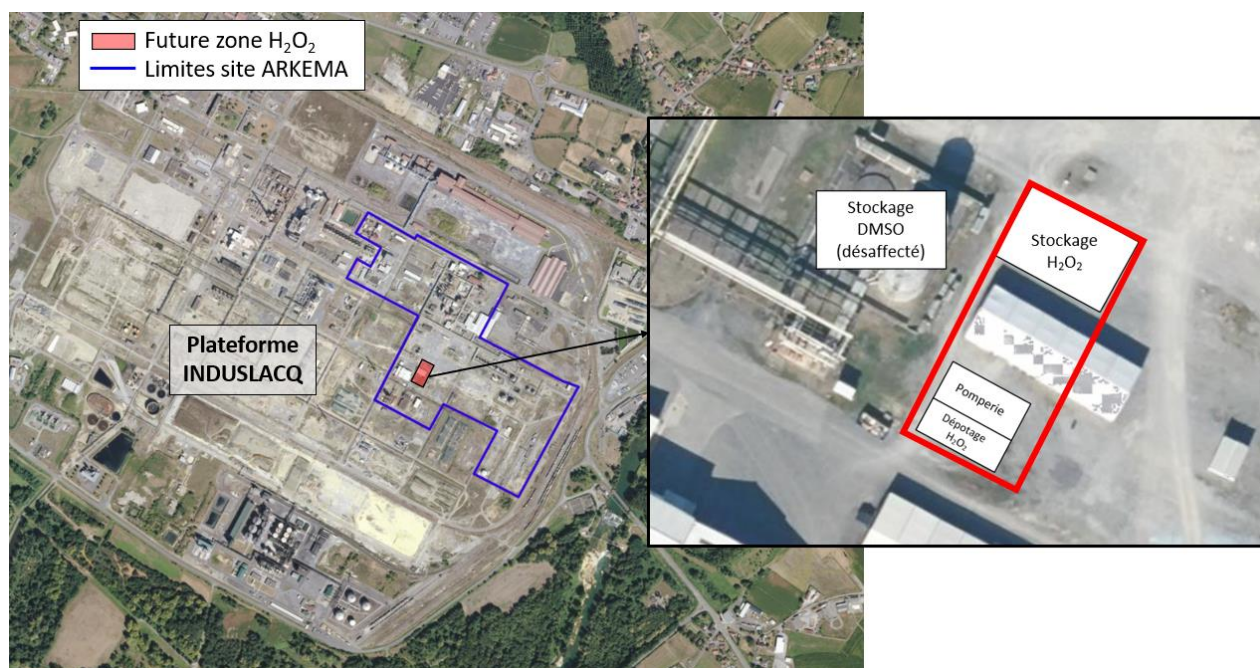 Future zone H₂O₂
Limites site ARKEMA
Plateforme
INDUSLACQ
Stockage
DMSO
(désaffecté)
Stockage
H₂O₂
Pomperie
Dépotage
H₂O₂